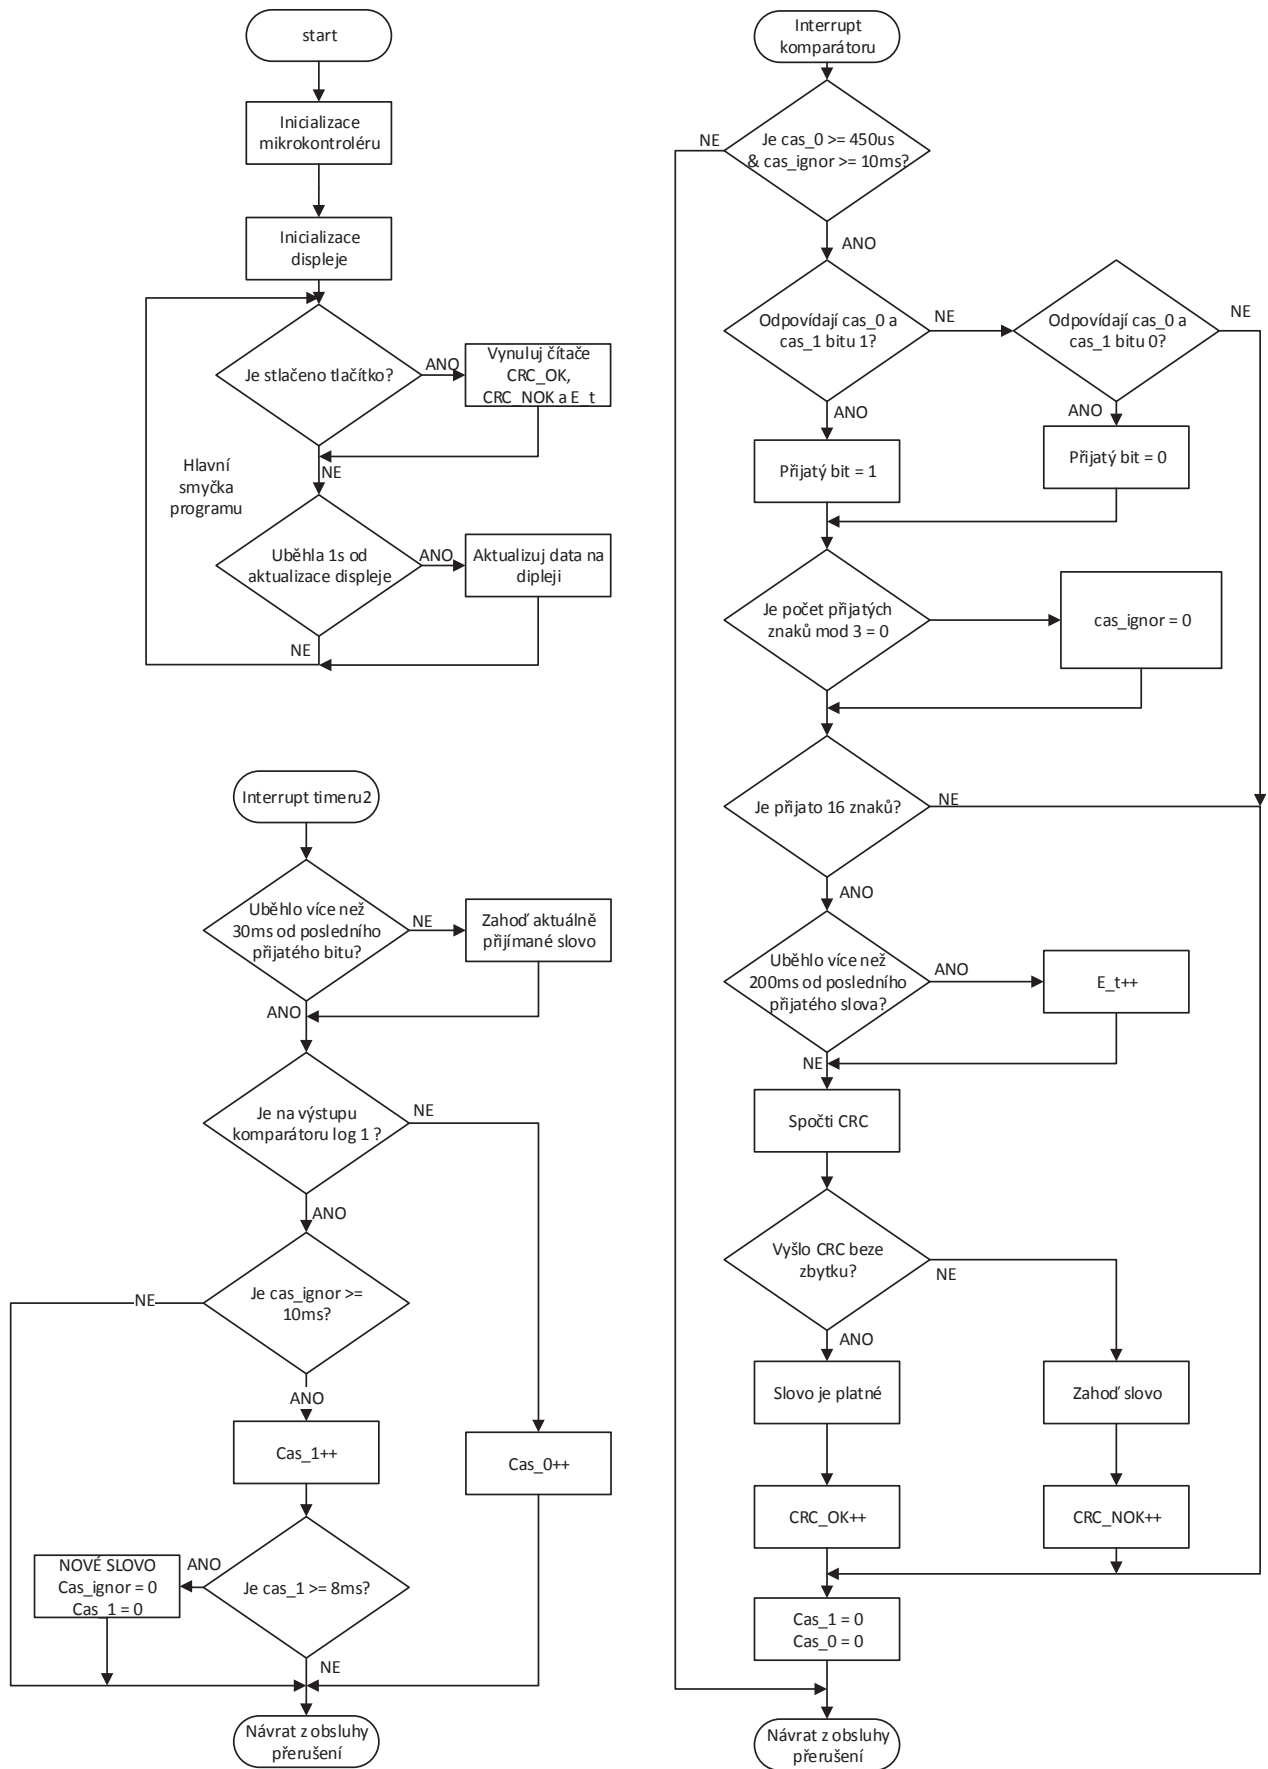 start
Inicializace
mikrokontroléru
Inicializace
displeje
Je stlačeno tlačítko?
ANO
Vynuluj čítače
CRC_OK,
CRC_NOK a E_t
NE
Hlavní
smyčka
programu
Uběhla 1s od
aktualizace displeje
ANO
Aktualizuj data na
dipleji
NE
Interrupt timeru2
Uběhlo více než
30ms od posledního
přijatého bitu?
NE
Zahoď aktuálně
přijímané slovo
ANO
Je na výstupu
komparátoru log 1 ?
NE
ANO
Je cas_ignor >=
10ms?
NE
ANO
Cas_1++
Cas_0++
Je cas_1 >= 8ms?
ANO
NOVÉ SLOVO
Cas_ignor = 0
Cas_1 = 0
NE
Návrat z obsluhy
přerušení
Interrupt
komparátoru
Je cas_0 >= 450us
& cas_ignor >= 10ms?
NE
ANO
Odpovídají cas_0 a
cas_1 bitu 1?
NE
Odpovídají cas_0 a
cas_1 bitu 0?
NE
ANO
ANO
Přijatý bit = 1
Přijatý bit = 0
Je počet přijatých
znaků mod 3 = 0
cas_ignor = 0
Je přijato 16 znaků?
NE
ANO
Uběhlo více než
200ms od posledního
přijatého slova?
ANO
E_t++
NE
Spočti CRC
Vyšlo CRC beze
zbytku?
NE
ANO
Slovo je platné
Zahoď slovo
CRC_OK++
CRC_NOK++
Cas_1 = 0
Cas_0 = 0
Návrat z obsluhy
přerušení